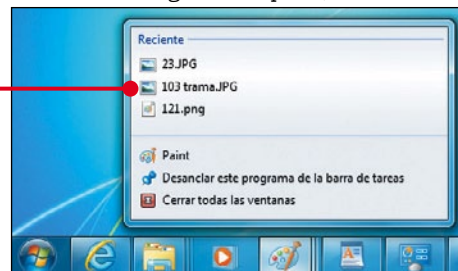 Reciente
23.JPG
103 trama.JPG
121.png
Paint
Desanclar este programa de la barra de tareas
Cerrar todas las ventanas